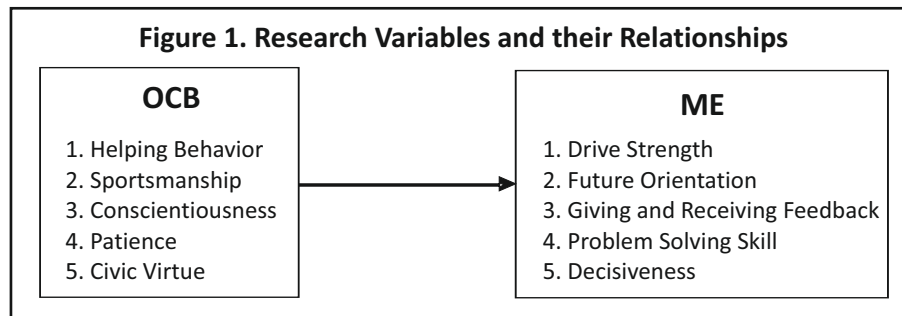 Figure 1. Research Variables and their Relationships
OCB
1. Helping Behavior
2. Sportsmanship
3. Conscientiousness
4. Patience
5. Civic Virtue
ME
1. Drive Strength
2. Future Orientation
3. Giving and Receiving Feedback
4. Problem Solving Skill
5. Decisiveness